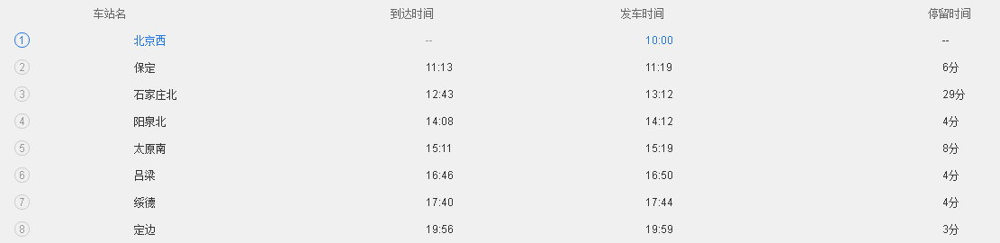 车站名 到达时间 发车时间 停留时间
1 北京西 -- 10:00 --
2 保定 11:13 11:19 6分
3 石家庄北 12:43 13:12 29分
4 阳泉北 14:08 14:12 4分
5 太原南 15:11 15:19 8分
6 吕梁 16:46 16:50 4分
7 绥德 17:40 17:44 4分
8 定边 19:56 19:59 3分